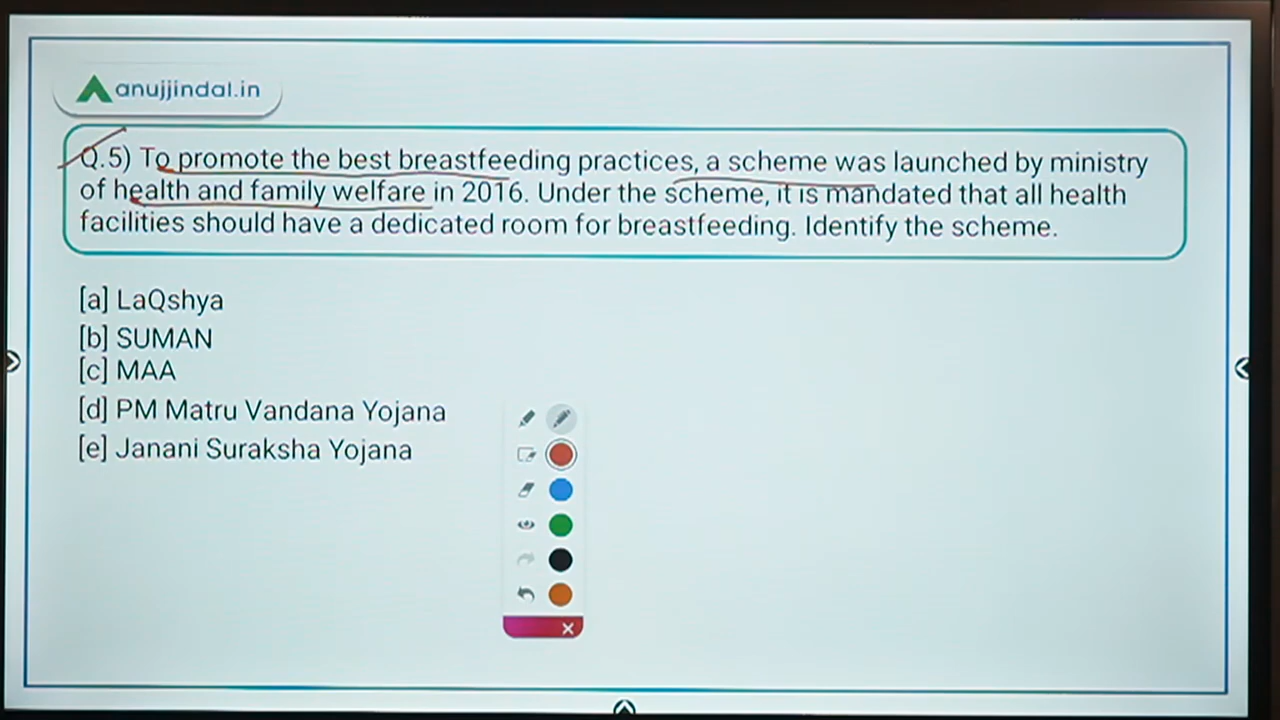 anujjindal.in
Q.5) To promote the best breastfeeding practices, a scheme was launched by ministry
of health and family welfare in 2016. Under the scheme, it is mandated that all health
facilities should have a dedicated room for breastfeeding. Identify the scheme.
[a] LaQshya
[b] SUMAN
[c] MAA
[d] PM Matru Vandana Yojana
[e] Janani Suraksha Yojana